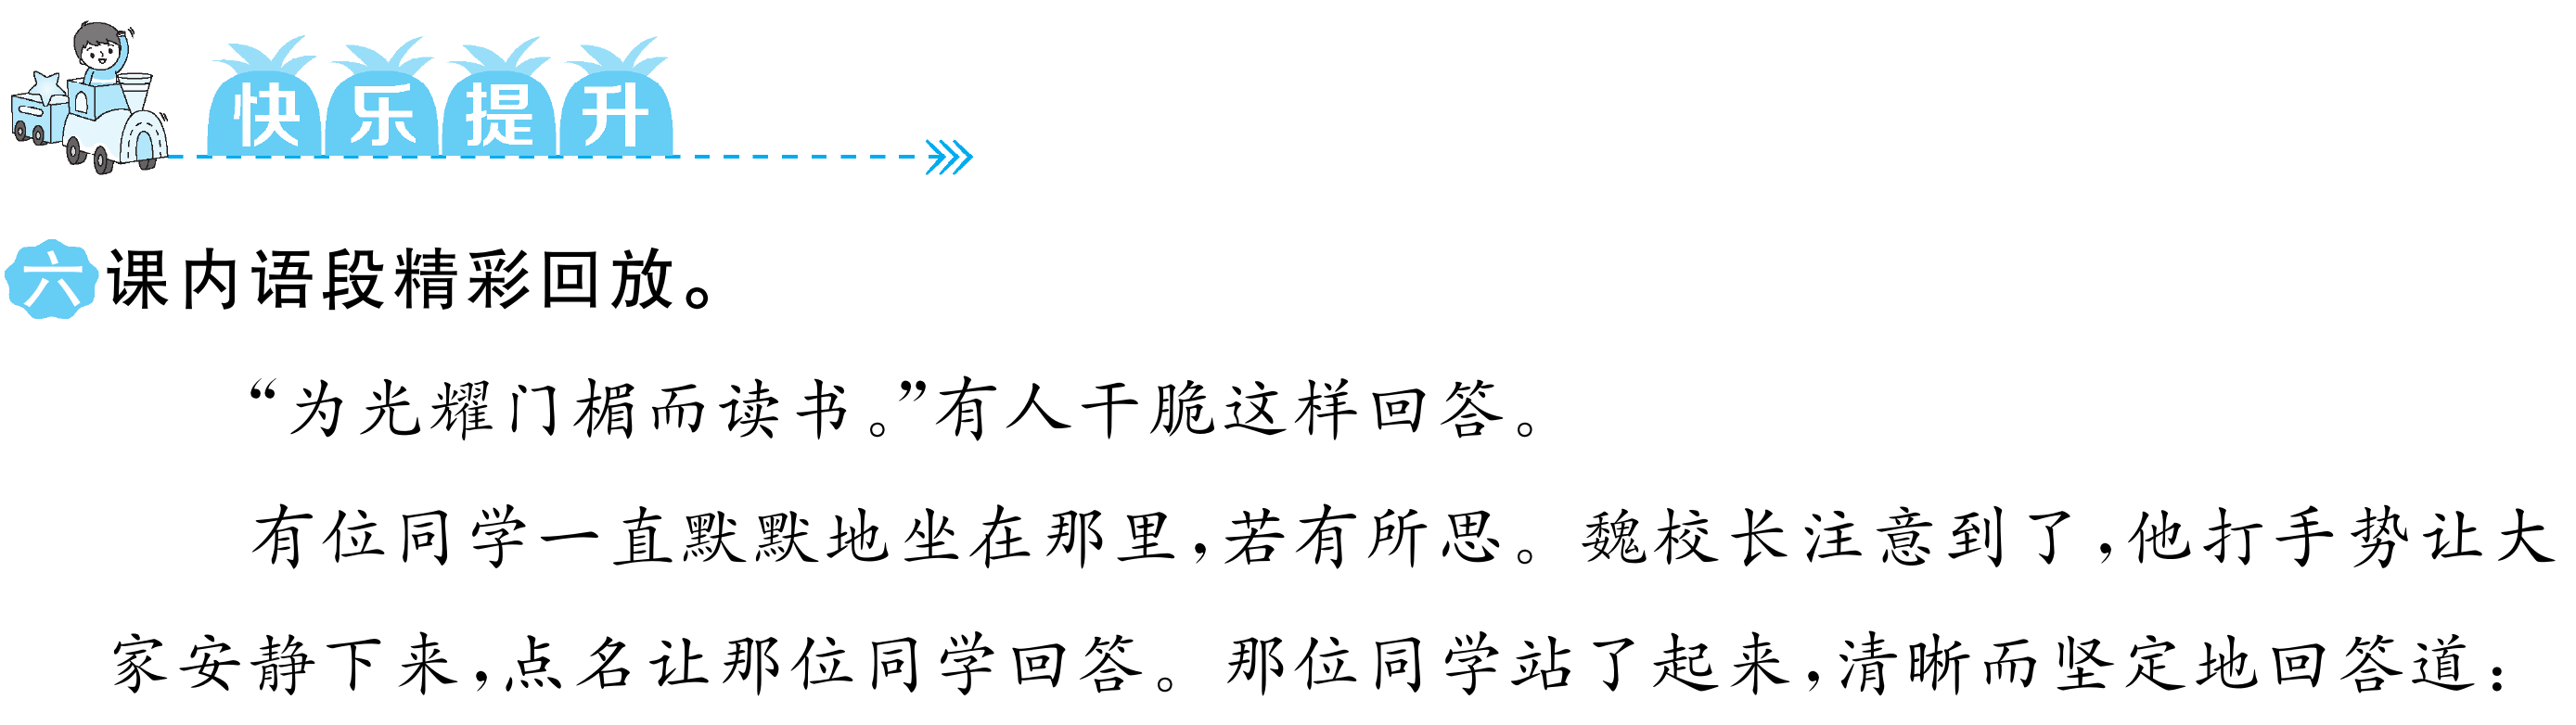 快乐提升
六 课内语段精彩回放。
“为光耀门楣而读书。”有人干脆这样回答。
有位同学一直默默地坐在那里,若有所思。魏校长注意到了,他打手势让大
家安静下来,点名让那位同学回答。那位同学站了起来,清晰而坚定地回答道: